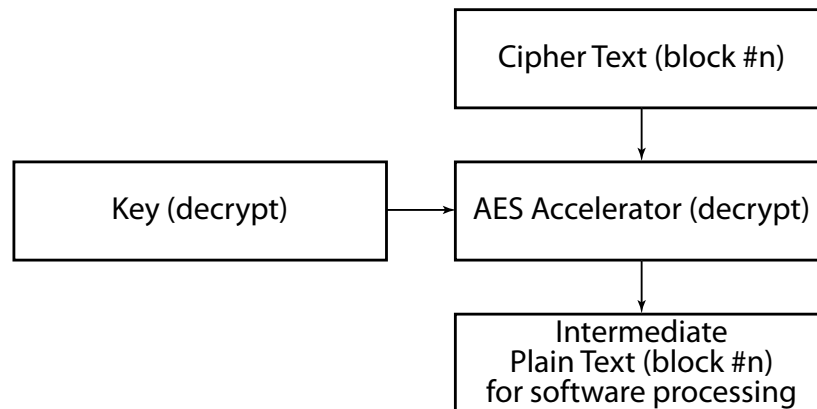 Cipher Text (block #n)
Key (decrypt)
AES Accelerator (decrypt)
Intermediate
Plain Text (block #n)
for software processing